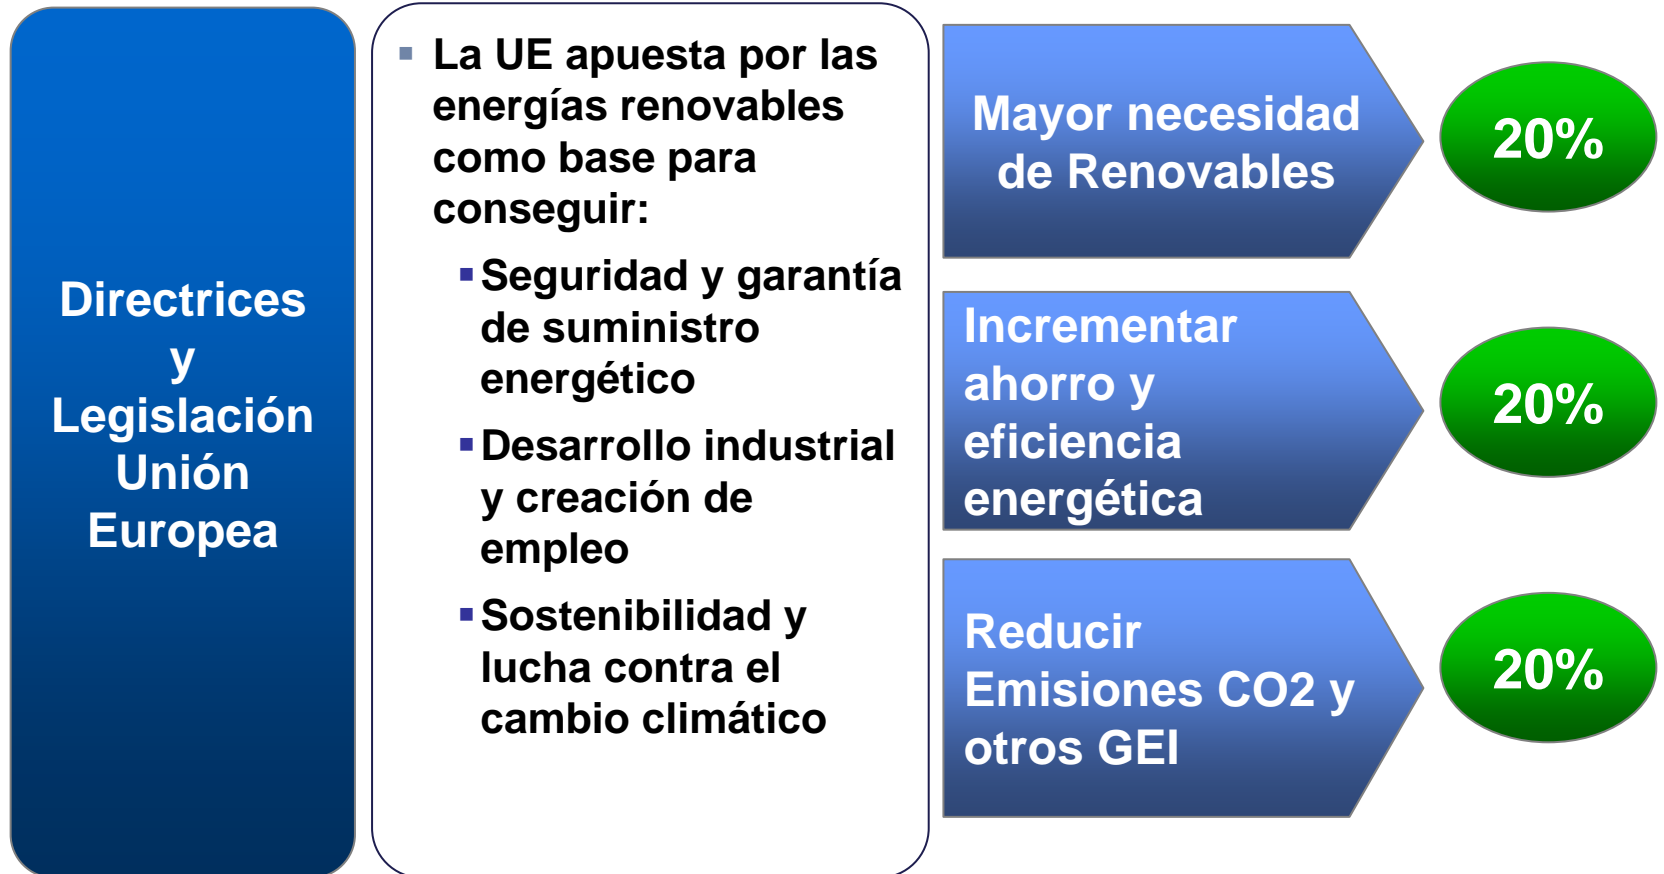 Directrices
y
Legislación
Unión
Europea
▪ La UE apuesta por las
energías renovables
como base para
conseguir:
▪ Seguridad y garantía
de suministro
energético
▪ Desarrollo industrial
y creación de
empleo
▪ Sostenibilidad y
lucha contra el
cambio climático
Mayor necesidad
de Renovables
20%
Incrementar
ahorro y
eficiencia
energética
20%
Reducir
Emisiones CO2 y
otros GEI
20%